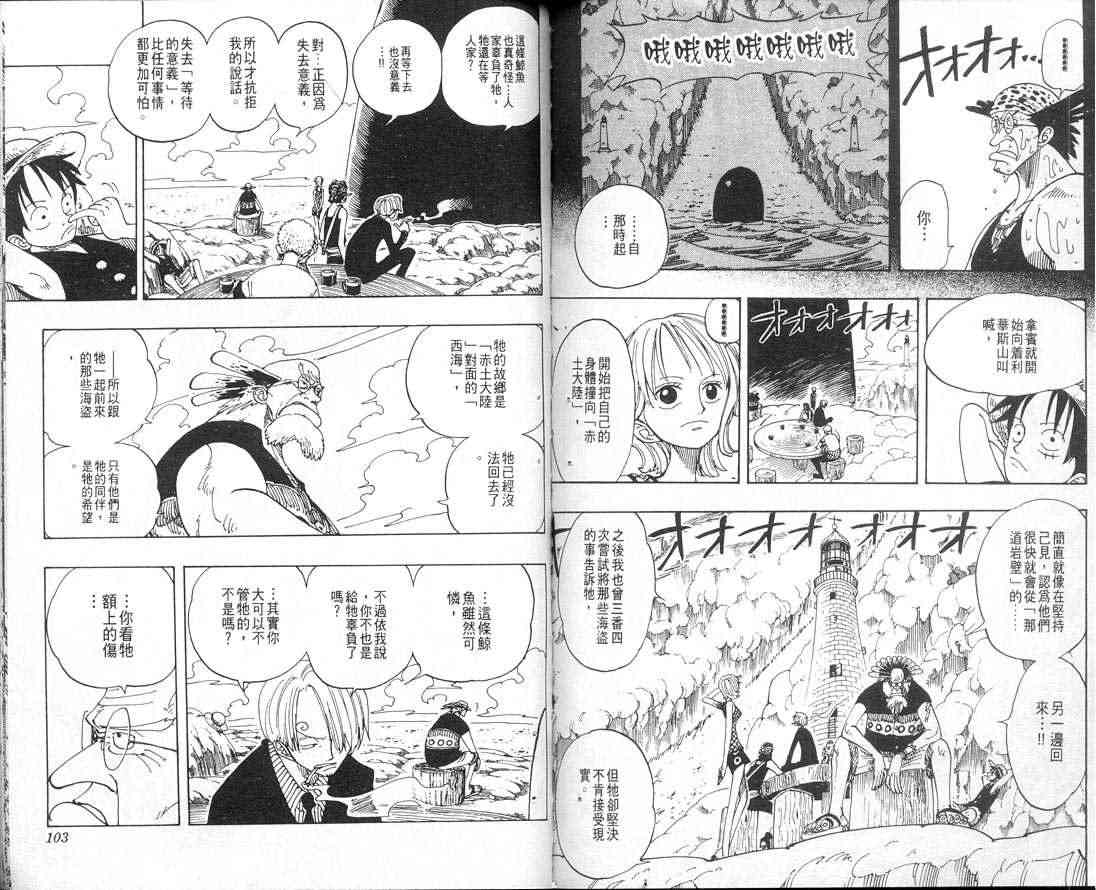 オオオォ…
你…
哦哦哦哦哦哦哦
……自
那時起
拿賓就開
始向着利
華斯山叫
喊，
オオオオオォ
開始把自己的
身體撞向「赤
土大陸」，
オオオオオオ
簡直就像在堅持
己見，認為他們
很快就會從「那
道岩壁」的……
另一邊回
來…!!
之後我也曾三番四
次嘗試將那些海盜
的事告訴牠，
但牠卻堅決
不肯接受現
實。
這條鯨魚
也真奇怪…人
家辜負了牠，
牠還在等
人家？
再等下去
也沒意義
…!!
對…正因爲
失去意義，
所以才抗拒
我的說話。
失去「等待
的意義」，
比任何事情
都更加可怕。
牠的故鄉是
「赤土大陸
」對面的「
西海」，
牠已經沒
法回去了
。
——所以跟
牠一起前來
的那些海盜
，
只有他們是
牠的同伴，
是牠的希望
…這條鯨
魚雖然可
憐，
不過依我說
，你不也是
給牠辜負了
嗎？
…其實你
大可以不
管牠的，
不是嗎？
…你看牠
額上的傷
…
103